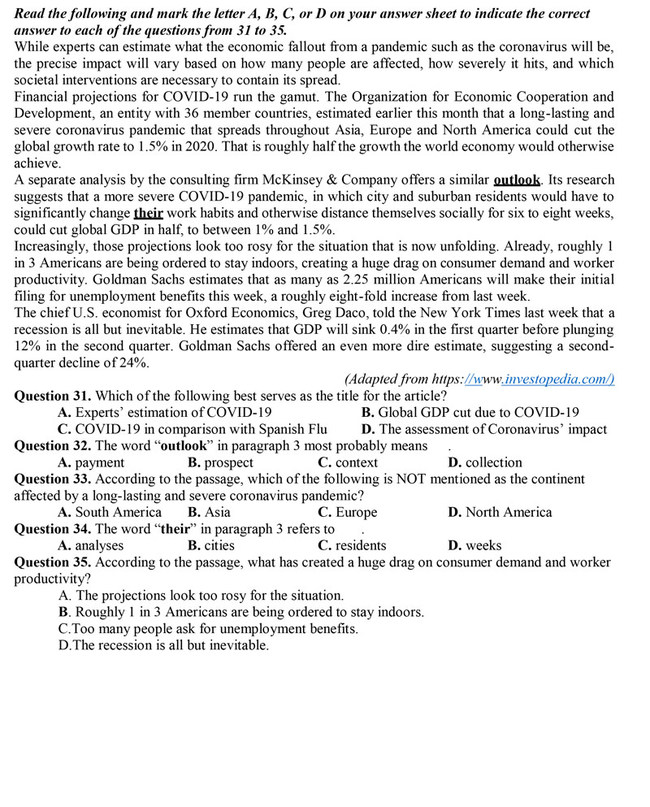 Read the following and mark the letter A, B, C, or D on your answer sheet to indicate the correct
answer to each of the questions from 31 to 35.
While experts can estimate what the economic fallout from a pandemic such as the coronavirus will be,
the precise impact will vary based on how many people are affected, how severely it hits, and which
societal interventions are necessary to contain its spread.
Financial projections for COVID-19 run the gamut. The Organization for Economic Cooperation and
Development, an entity with 36 member countries, estimated earlier this month that a long-lasting and
severe coronavirus pandemic that spreads throughout Asia, Europe and North America could cut the
global growth rate to 1.5% in 2020. That is roughly half the growth the world economy would otherwise
achieve.
A separate analysis by the consulting firm McKinsey & Company offers a similar outlook. Its research
suggests that a more severe COVID-19 pandemic, in which city and suburban residents would have to
significantly change their work habits and otherwise distance themselves socially for six to eight weeks,
could cut global GDP in half, to between 1% and 1.5%.
Increasingly, those projections look too rosy for the situation that is now unfolding. Already, roughly 1
in 3 Americans are being ordered to stay indoors, creating a huge drag on consumer demand and worker
productivity. Goldman Sachs estimates that as many as 2.25 million Americans will make their initial
filing for unemployment benefits this week, a roughly eight-fold increase from last week.
The chief U.S. economist for Oxford Economics, Greg Daco, told the New York Times last week that a
recession is all but inevitable. He estimates that GDP will sink 0.4% in the first quarter before plunging
12% in the second quarter. Goldman Sachs offered an even more dire estimate, suggesting a second-
quarter decline of 24%.
(Adapted from https://www.investopedia.com/)
Question 31. Which of the following best serves as the title for the article?
A. Experts' estimation of COVID-19 B. Global GDP cut due to COVID-19
C. COVID-19 in comparison with Spanish Flu D. The assessment of Coronavirus' impact
Question 32. The word "outlook" in paragraph 3 most probably means .
A. payment B. prospect C. context D. collection
Question 33. According to the passage, which of the following is NOT mentioned as the continent
affected by a long-lasting and severe coronavirus pandemic?
A. South America B. Asia C. Europe D. North America
Question 34. The word "their" in paragraph 3 refers to .
A. analyses B. cities C. residents D. weeks
Question 35. According to the passage, what has created a huge drag on consumer demand and worker
productivity?
A. The projections look too rosy for the situation.
B. Roughly 1 in 3 Americans are being ordered to stay indoors.
C.Too many people ask for unemployment benefits.
D.The recession is all but inevitable.